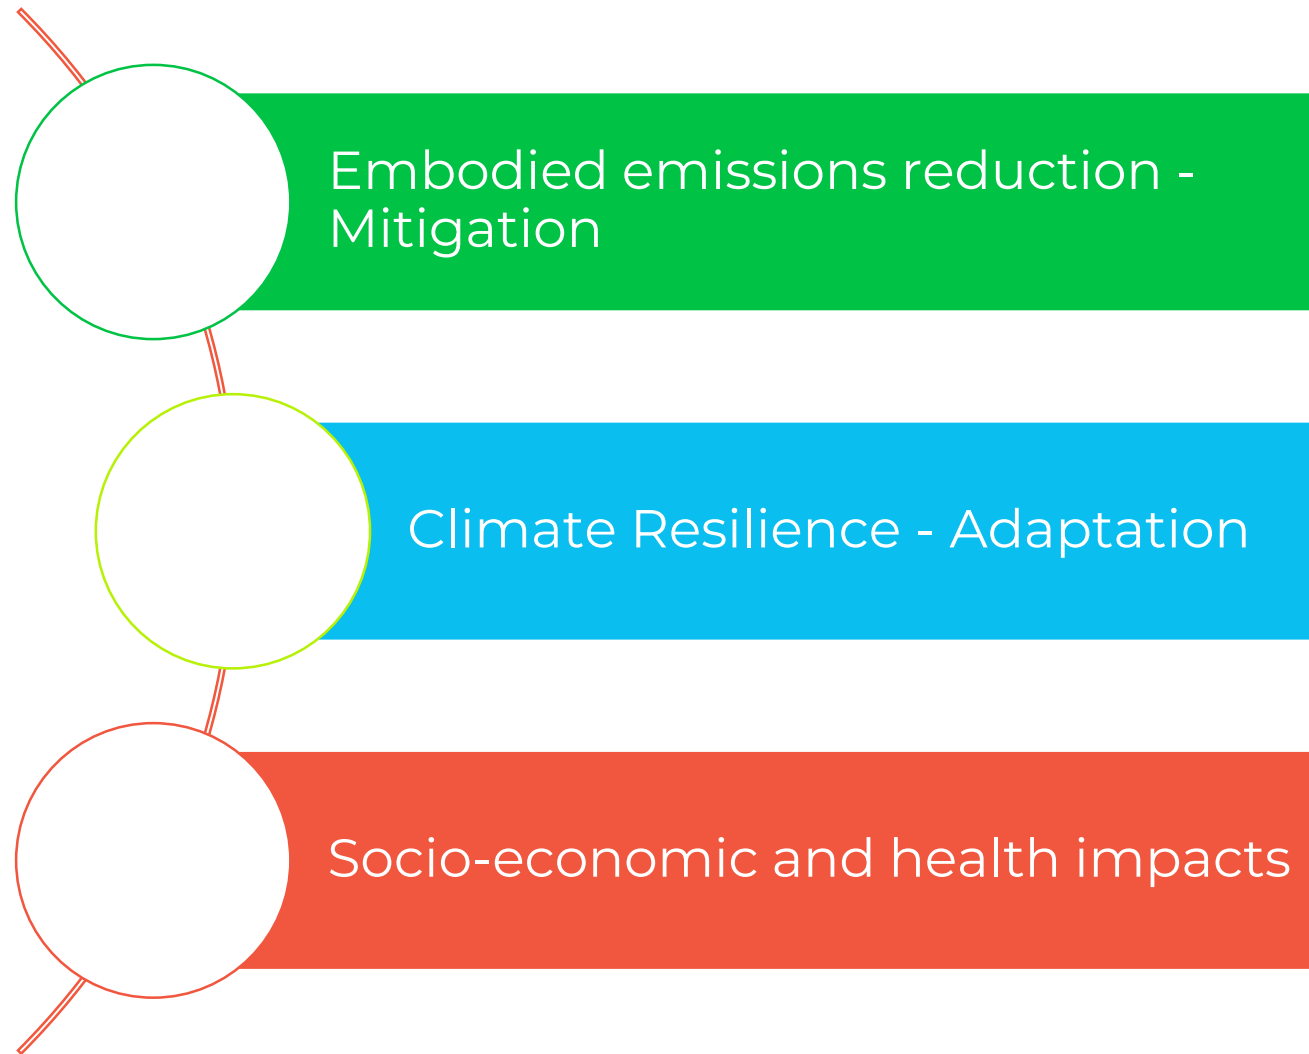 Embodied emissions reduction -
Mitigation
Climate Resilience - Adaptation
Socio-economic and health impacts